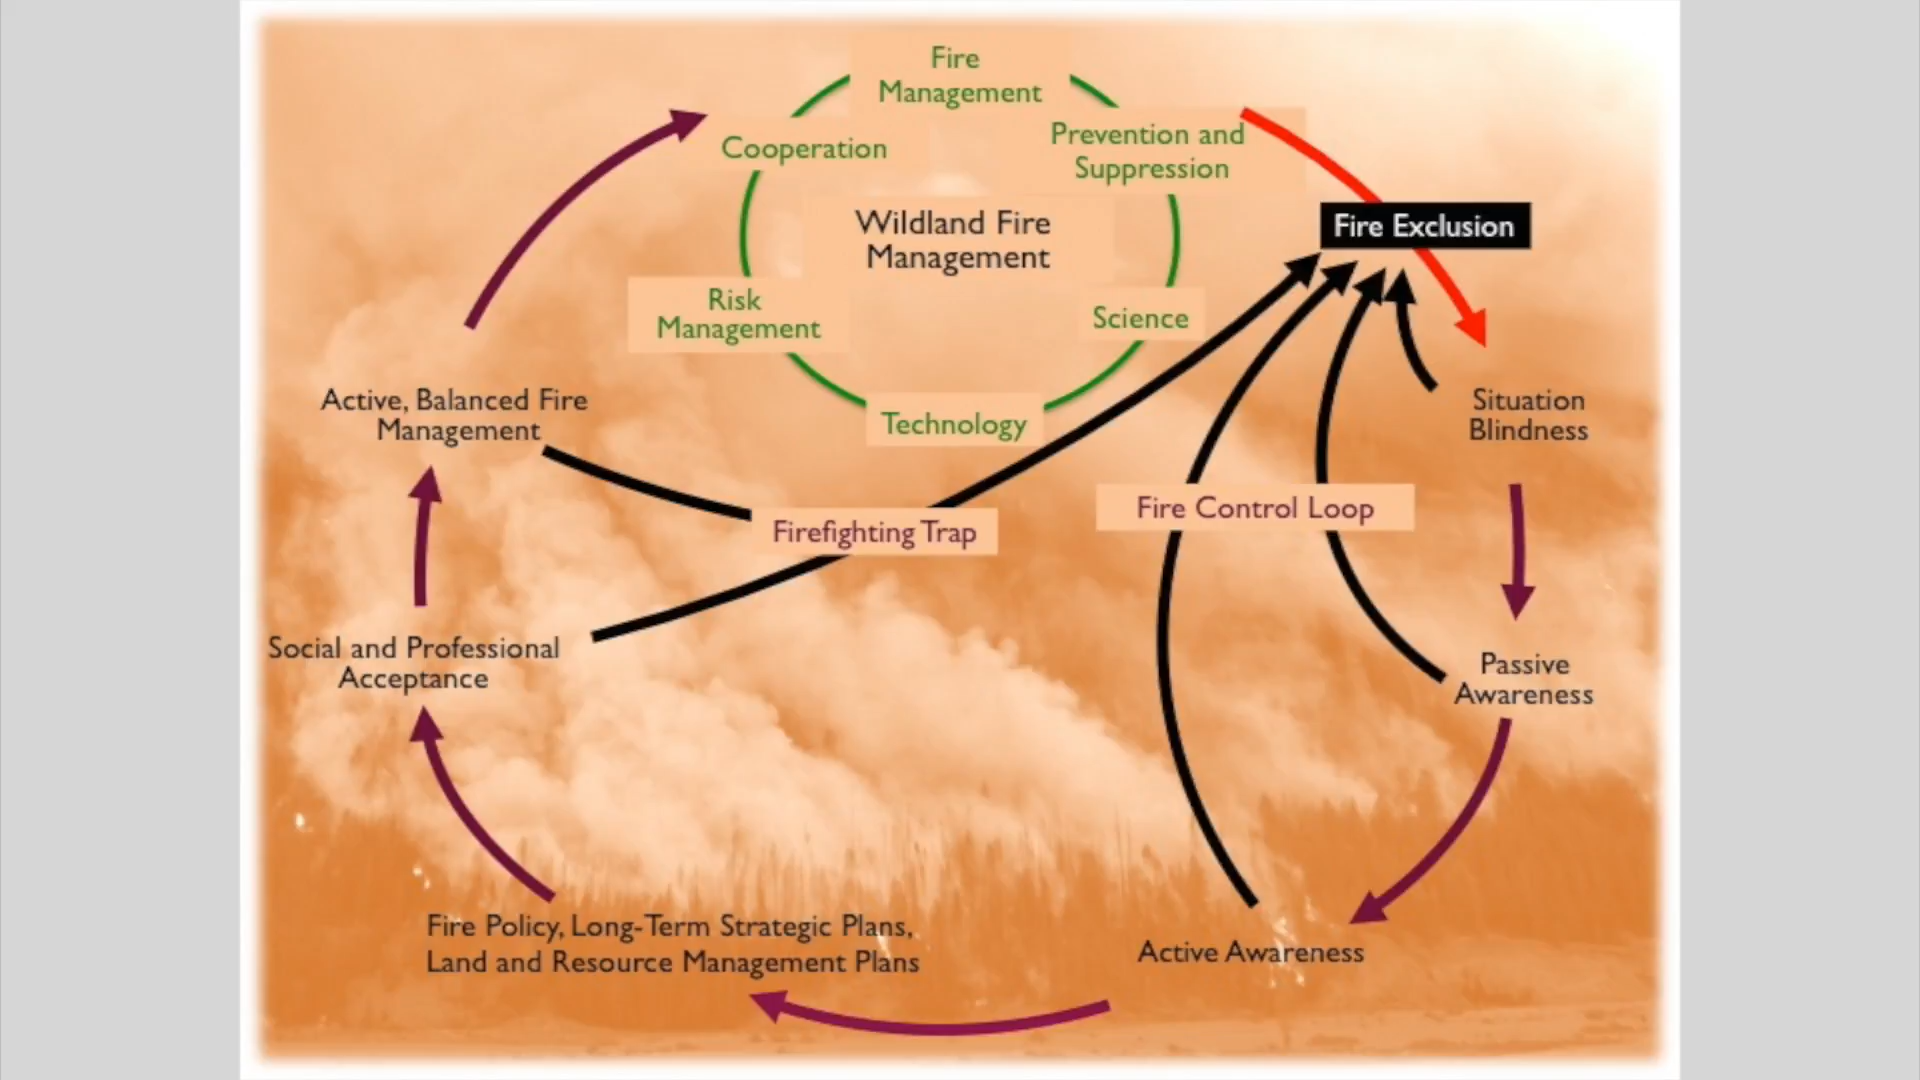 Fire
Management
Cooperation
Prevention and
Suppression
Wildland Fire
Management
Fire Exclusion
Risk
Management
Science
Technology
Active, Balanced Fire
Management
Situation
Blindness
Firefighting Trap
Fire Control Loop
Social and Professional
Acceptance
Passive
Awareness
Fire Policy, Long-Term Strategic Plans,
Land and Resource Management Plans
Active Awareness